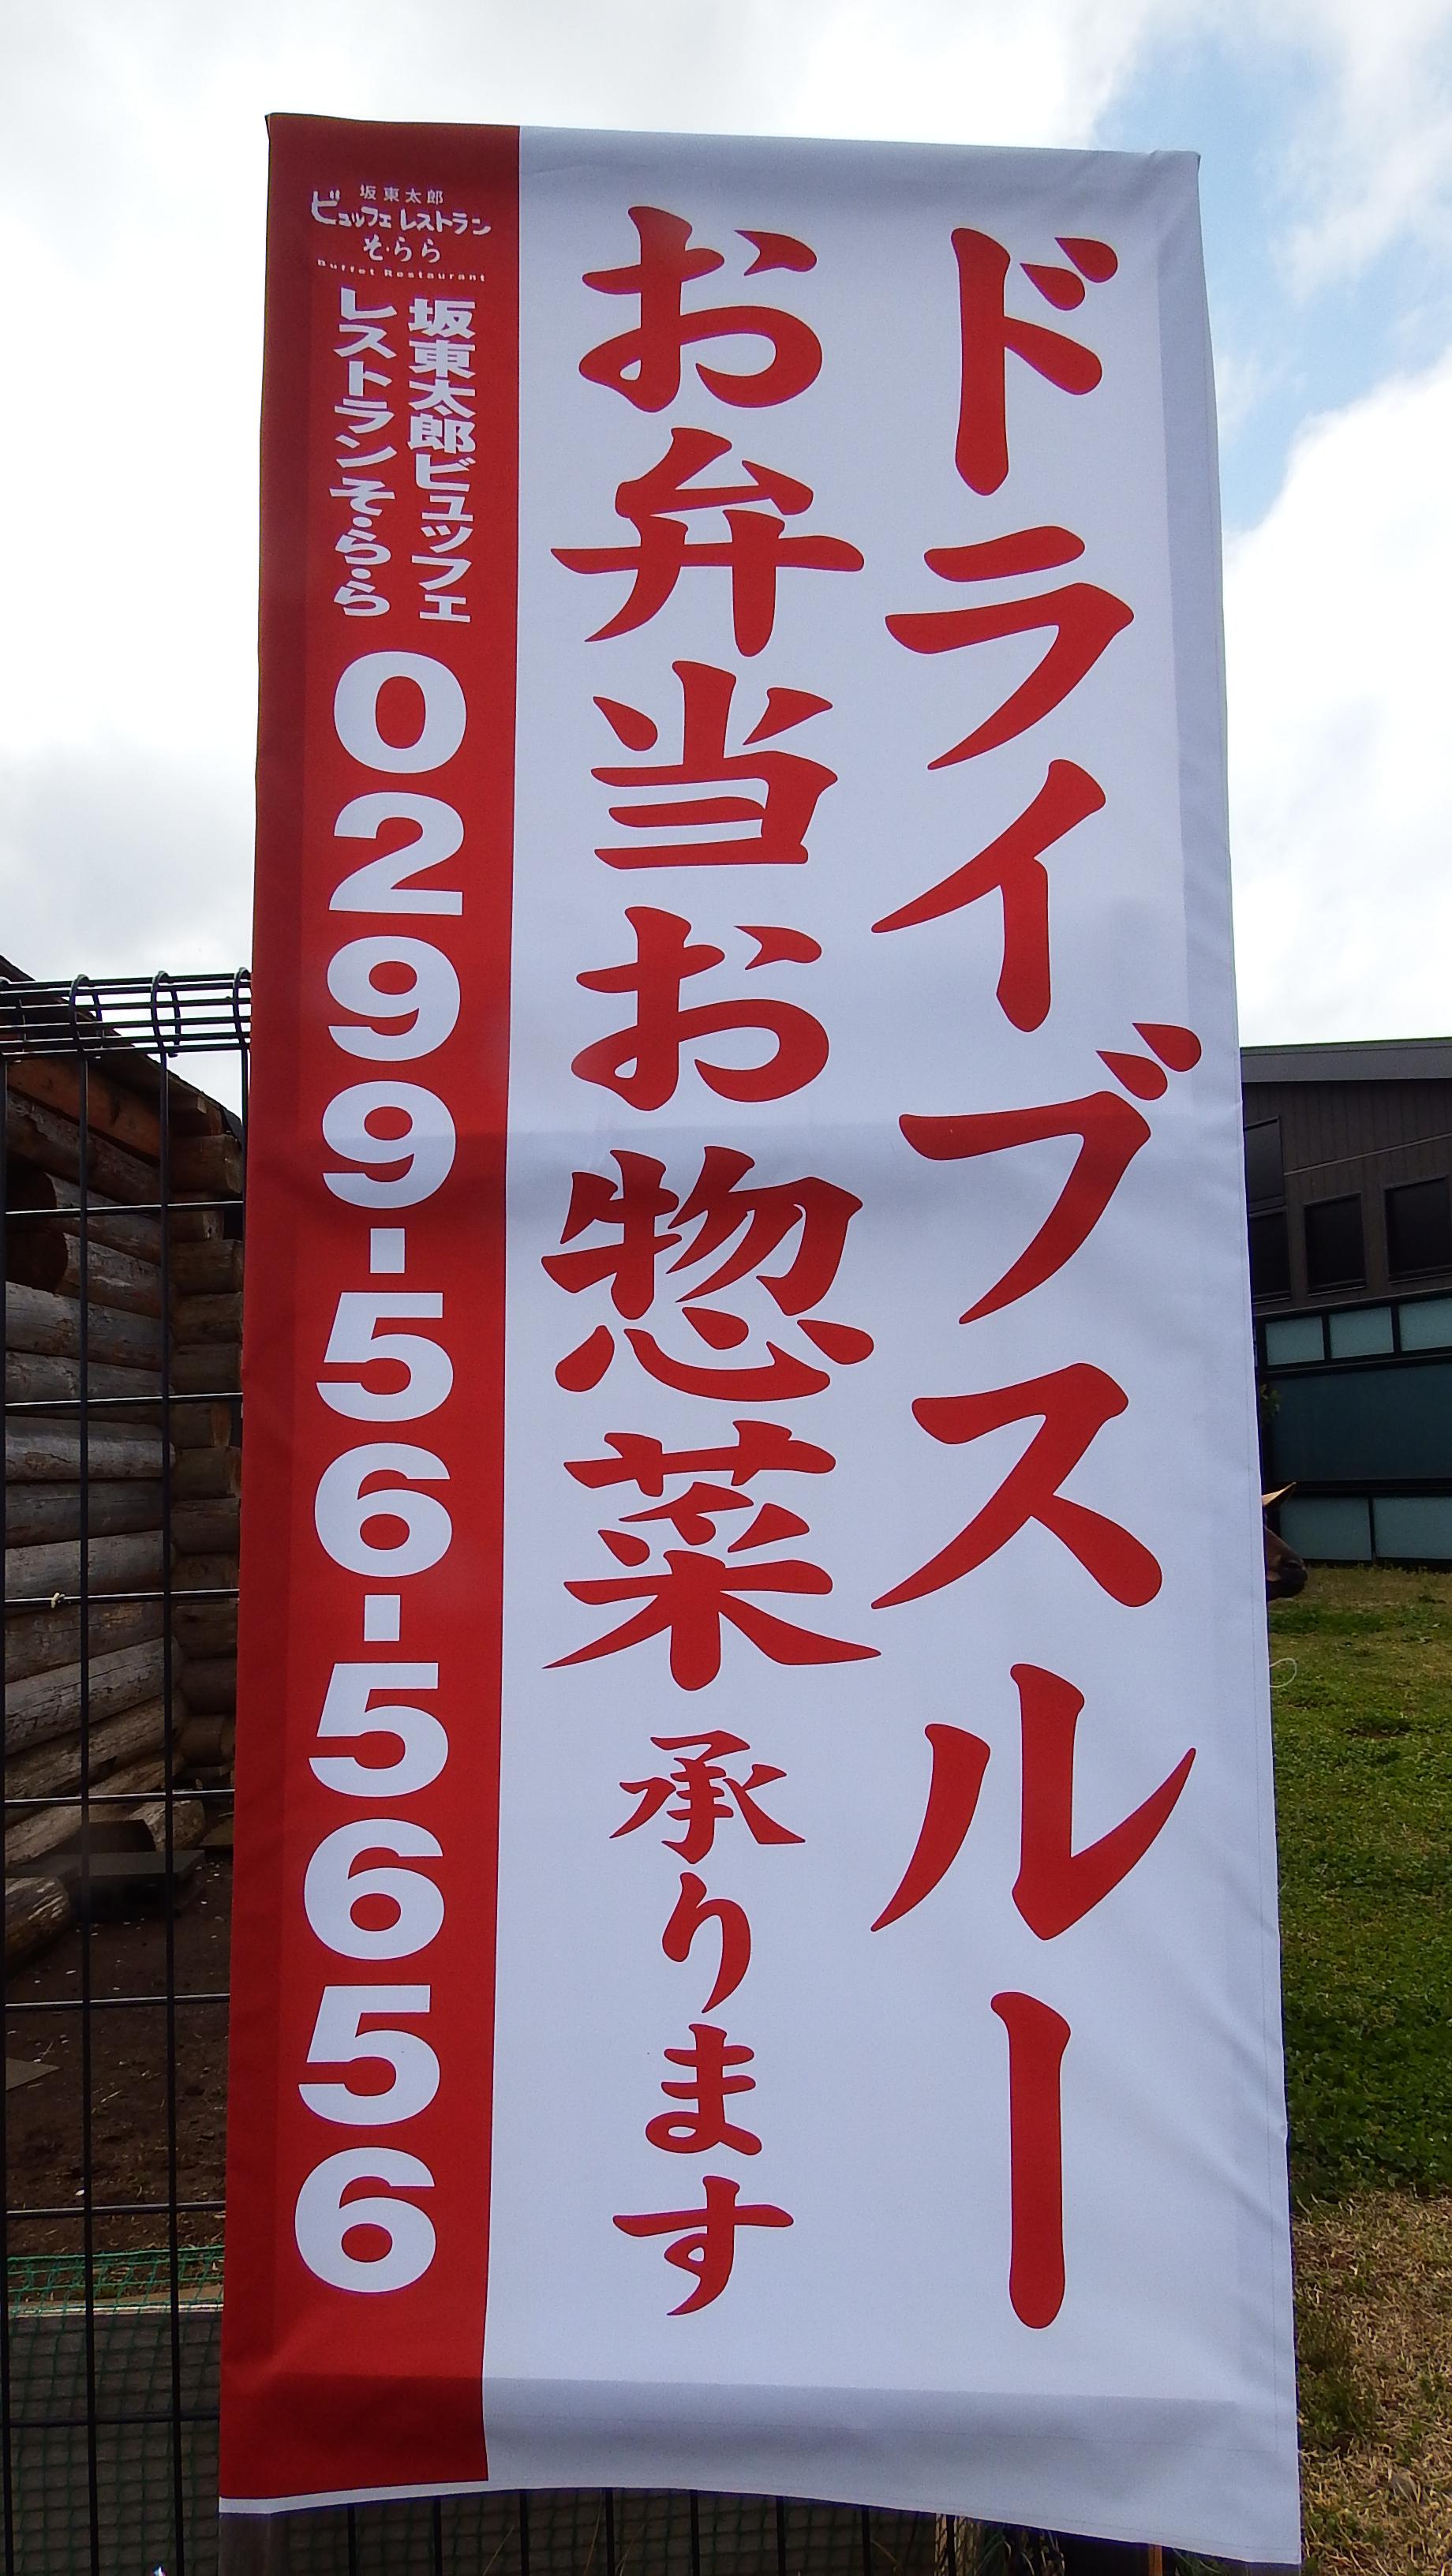 ドライブスルー
お弁当お惣菜承ります
坂東太郎
ビュッフェレストラン
そ・らら
Buffet Restaurant
坂東太郎ビュッフェ
レストランそ・ら・ら
0299-56-5656